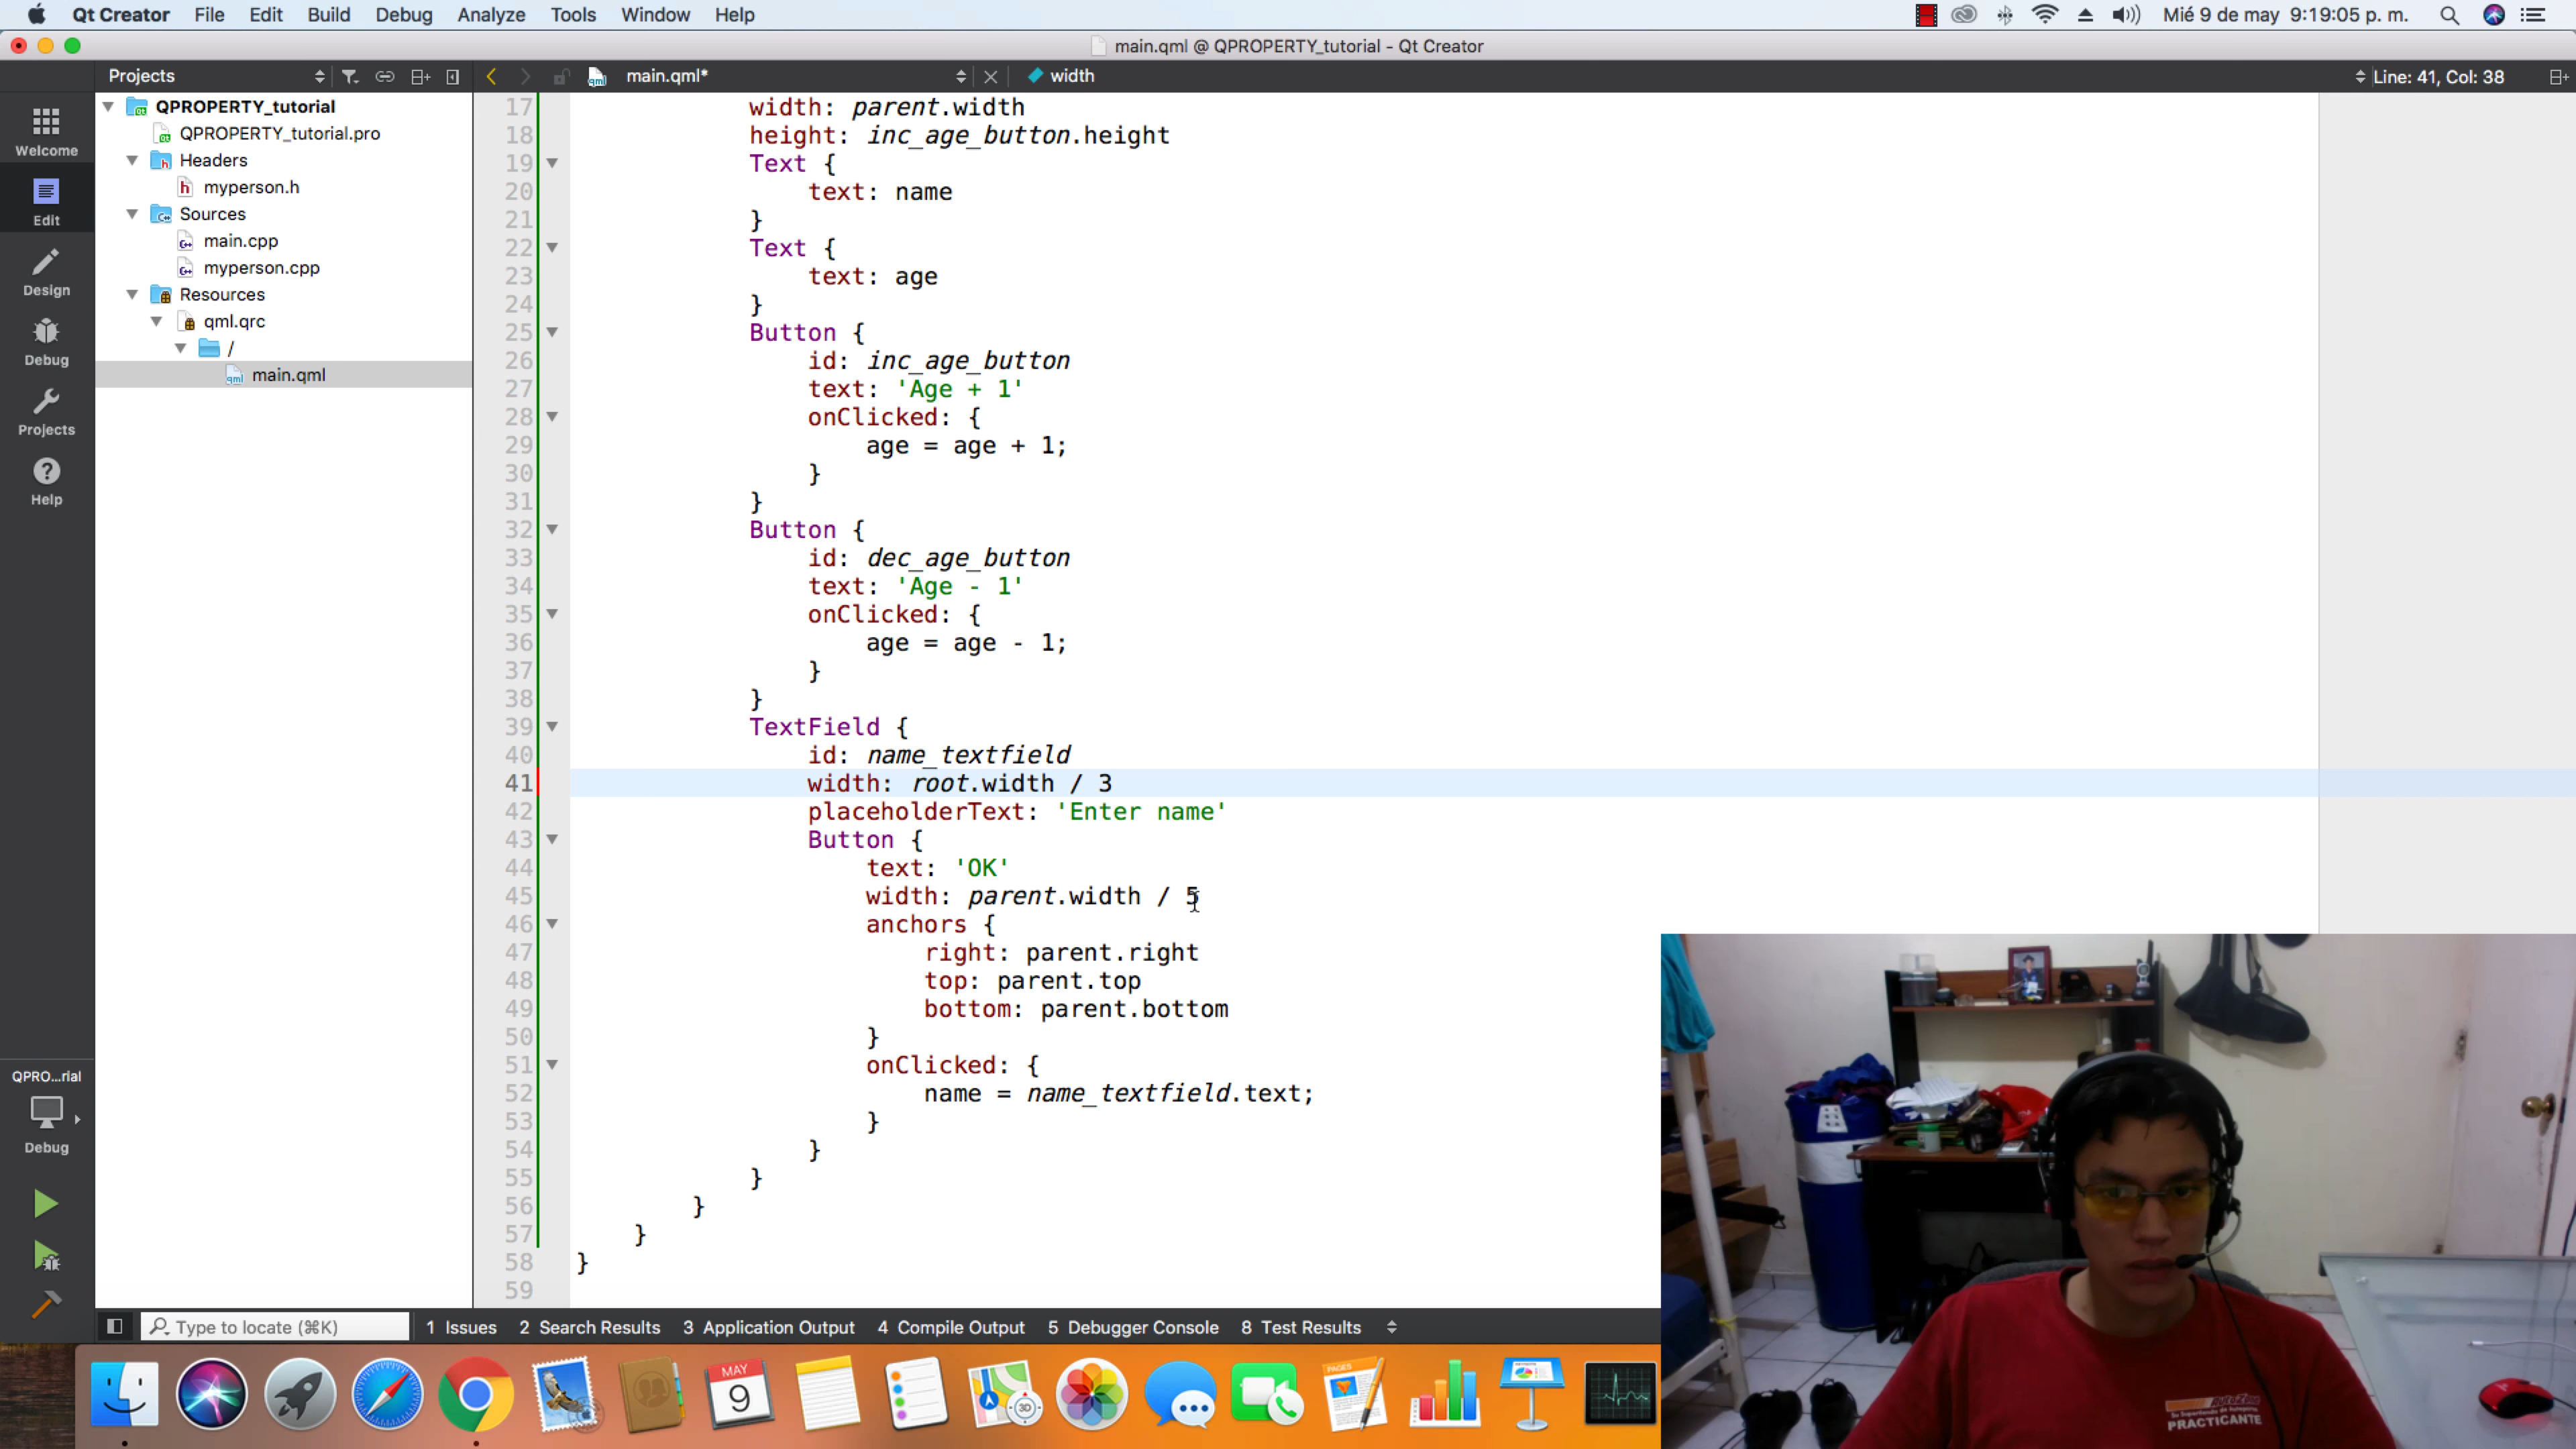 Qt Creator File Edit Build Debug Analyze Tools Window Help Mié 9 de may 9:19:05 p. m.
main.qml @ QPROPERTY_tutorial - Qt Creator
Projects main.qml* width Line: 41, Col: 38
QPROPERTY_tutorial
QPROPERTY_tutorial.pro
Headers
myperson.h
Sources
main.cpp
myperson.cpp
Resources
qml.qrc
/
main.qml
Welcome
Edit
Design
Debug
Projects
Help
QPRO...rial
Debug
17 width: parent.width
18 height: inc_age_button.height
19 Text {
20 text: name
21 }
22 Text {
23 text: age
24 }
25 Button {
26 id: inc_age_button
27 text: 'Age + 1'
28 onClicked: {
29 age = age + 1;
30 }
31 }
32 Button {
33 id: dec_age_button
34 text: 'Age - 1'
35 onClicked: {
36 age = age - 1;
37 }
38 }
39 TextField {
40 id: name_textfield
41 width: root.width / 3
42 placeholderText: 'Enter name'
43 Button {
44 text: 'OK'
45 width: parent.width / 5
46 anchors {
47 right: parent.right
48 top: parent.top
49 bottom: parent.bottom
50 }
51 onClicked: {
52 name = name_textfield.text;
53 }
54 }
55 }
56 }
57 }
58 }
59
Type to locate (⌘K) 1 Issues 2 Search Results 3 Application Output 4 Compile Output 5 Debugger Console 8 Test Results
MAY
9
3D
PAGES
PRACTICANTE